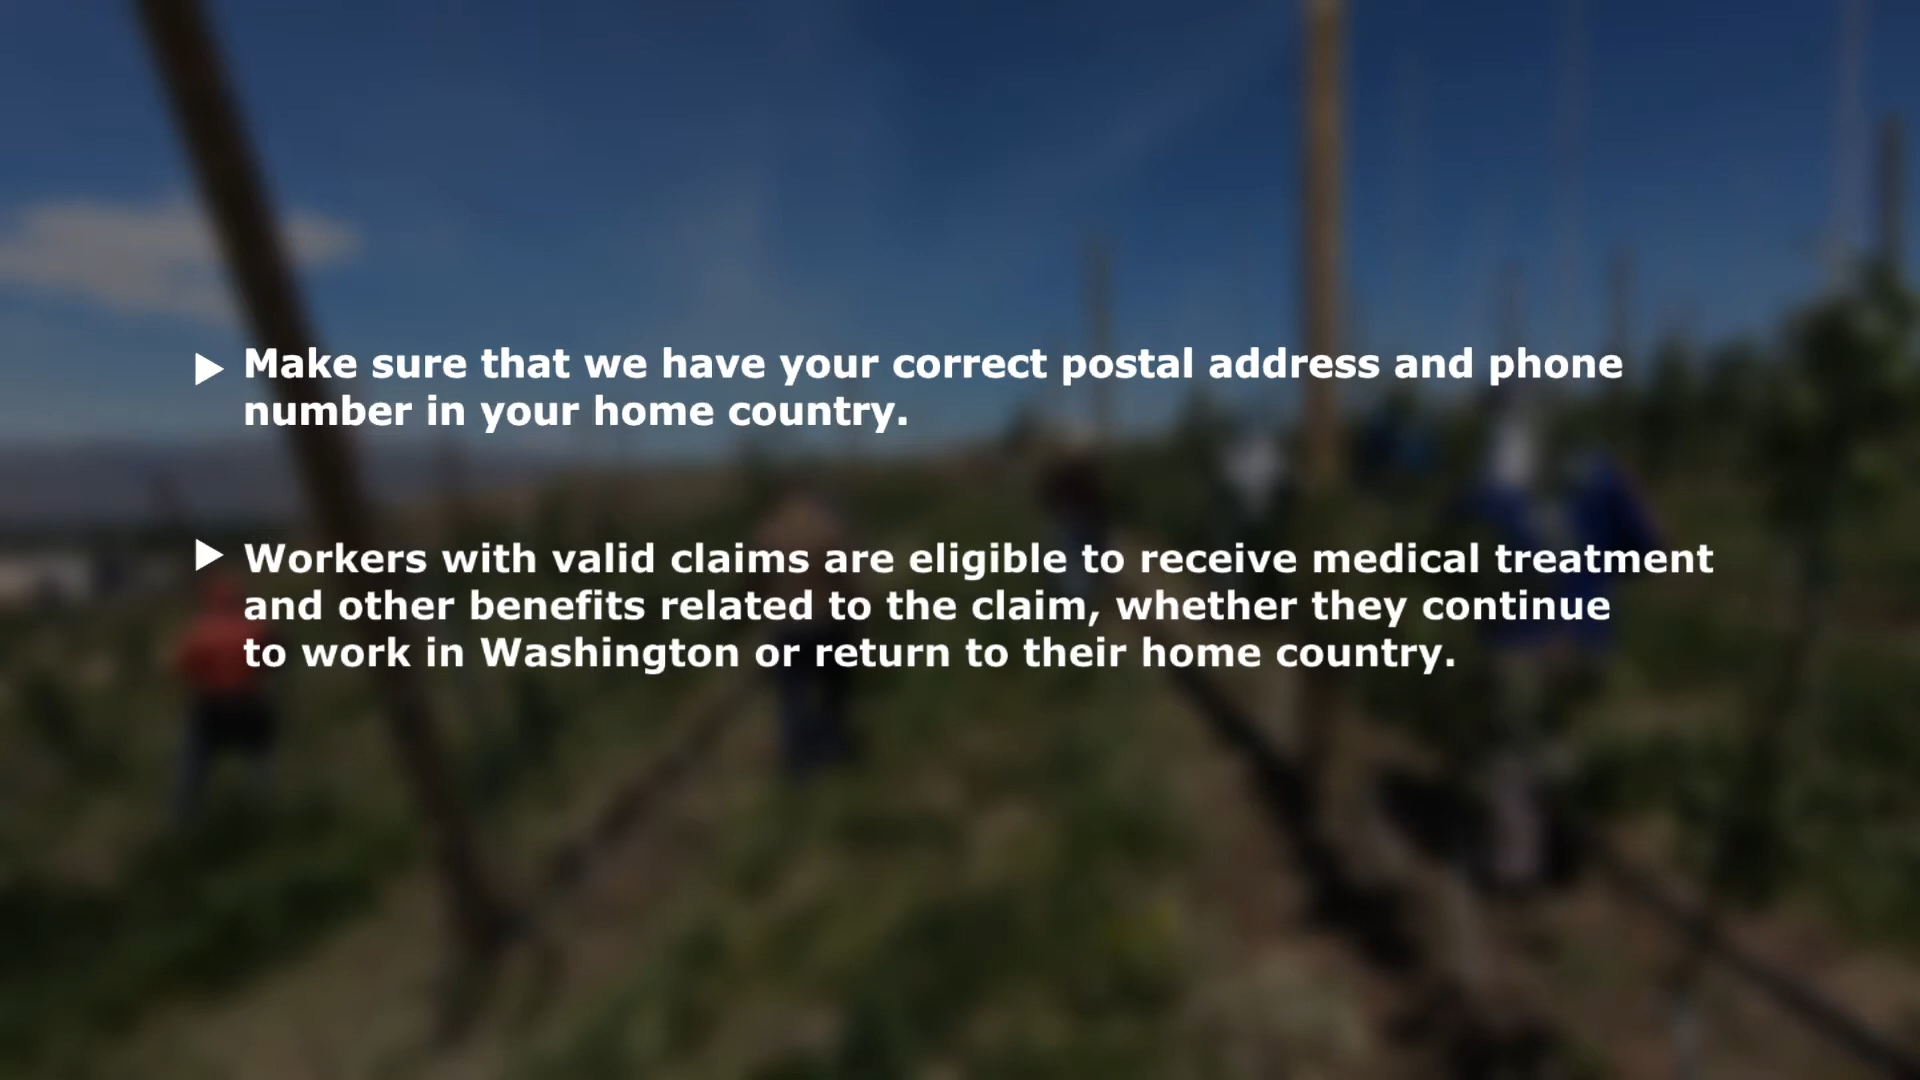 Make sure that we have your correct postal address and phone
number in your home country.
Workers with valid claims are eligible to receive medical treatment
and other benefits related to the claim, whether they continue
to work in Washington or return to their home country.